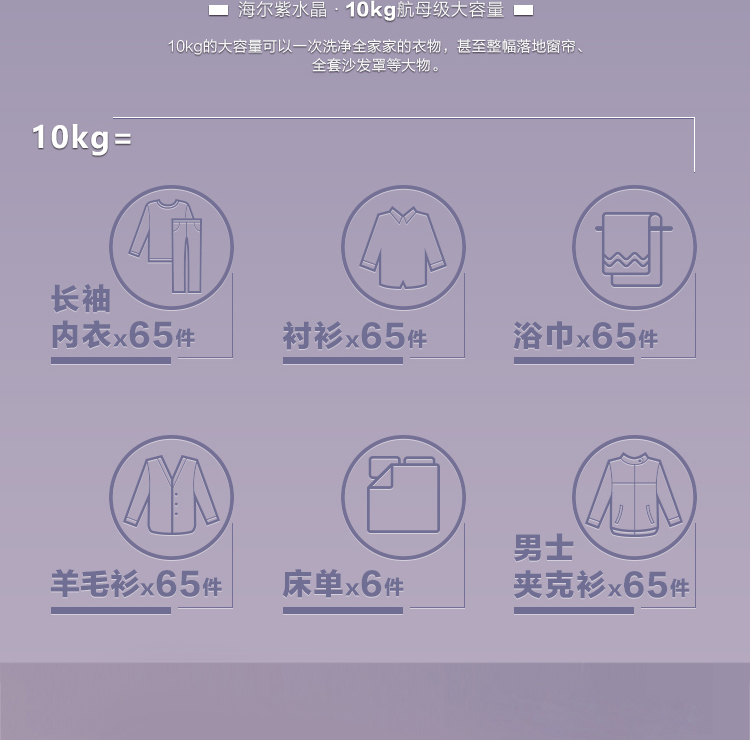 海尔紫水晶 · 10kg航母级大容量
10kg的大容量可以一次洗净全家家的衣物，甚至整幅落地窗帘、
全套沙发罩等大物。
10kg=
长袖
内衣x65件
衬衫x65件
浴巾x65件
羊毛衫x65件
床单x6件
男士
夹克衫x65件